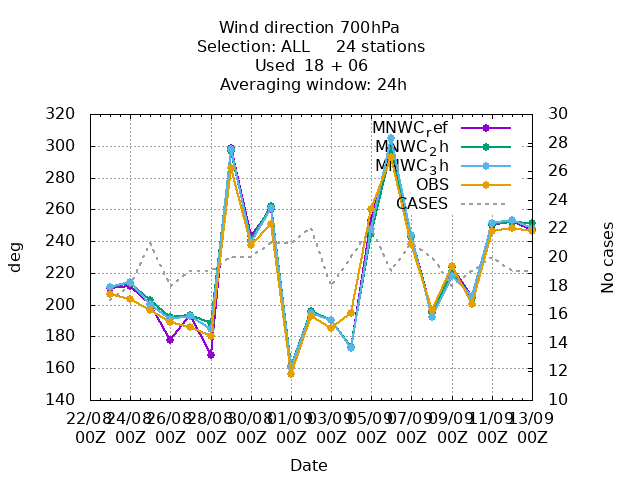 Wind direction 700hPa
Selection: ALL     24 stations
Used  18 + 06
Averaging window: 24h
320
300
280
260
240
220
200
180
160
140
30
28
26
24
22
20
18
16
14
12
10
deg
No cases
MNWCref
MNWC2h
MNWC3h
OBS
CASES
22/08 24/08 26/08 28/08 30/08 01/09 03/09 05/09 07/09 09/09 11/09 13/09
00Z 00Z 00Z 00Z 00Z 00Z 00Z 00Z 00Z 00Z 00Z 00Z
Date